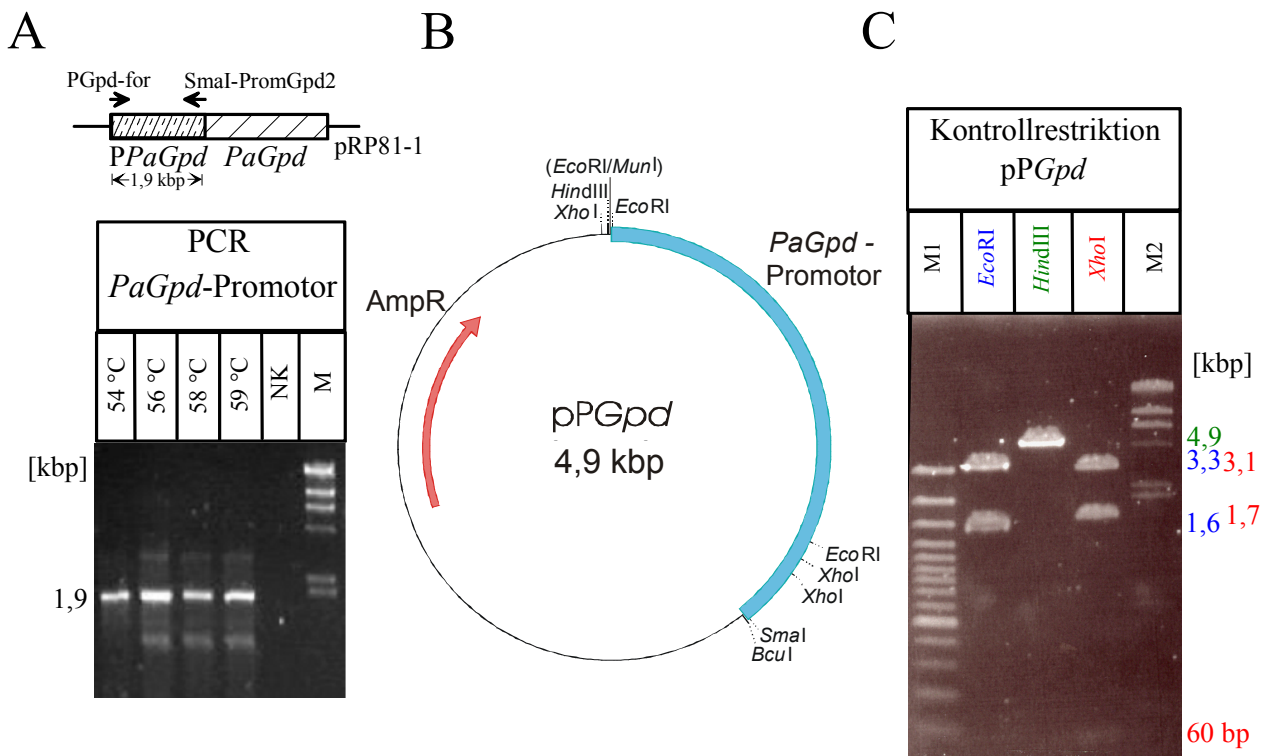 A
PGpd-for
SmaI-PromGpd2
PPaGpd
PaGpd
pRP81-1
1,9 kbp
PCR
PaGpd-Promotor
54 °C
56 °C
58 °C
59 °C
NK
M
[kbp]
1,9
B
(EcoRI/MunI)
HindIII
XhoI
EcoRI
PaGpd -
Promotor
AmpR
pPGpd
4,9 kbp
EcoRI
XhoI
XhoI
SmaI
BcuI
C
Kontrollrestriktion
pPGpd
M1
EcoRI
HindIII
XhoI
M2
[kbp]
4,9
3,3 3,1
1,6 1,7
60 bp